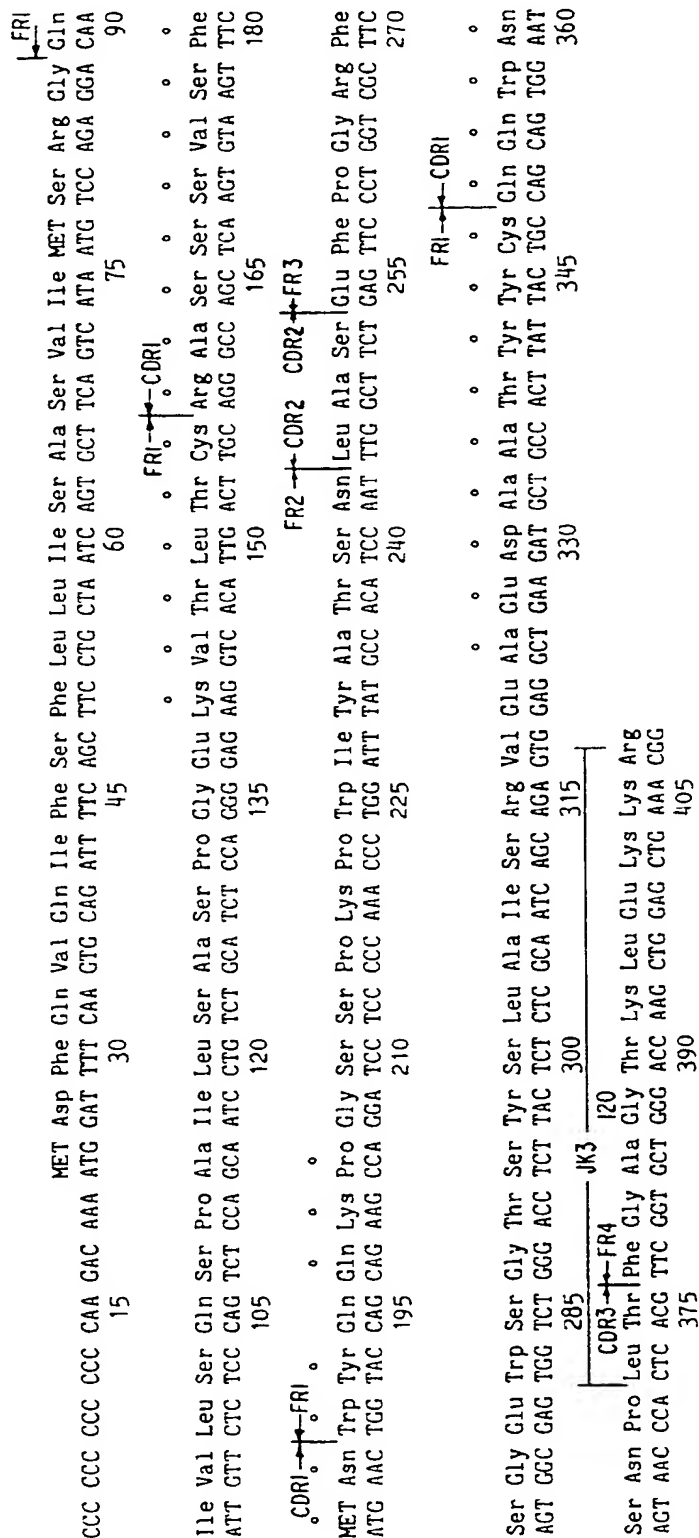 FR1
MET Asp Phe Gln Val Gln Ile Phe Ser Phe Leu Leu Ile Ser Ala Ser Val Ile MET Ser Arg Gly Gln
CCC CCC CCC CCC CAA GAC AAA ATG GAT TTT CAA GTG CAG ATT TTC AGC TTC CTG CTA ATC AGT GCT TCA GTC ATA ATG TCC AGA GGA CAA
15 30 45 60 75 90
FR1 CDR1
Ile Val Leu Ser Gln Ser Pro Ala Ile Leu Ser Ala Ser Pro Gly Glu Lys Val Thr Leu Thr Cys Arg Ala Ser Ser Ser Val Ser Phe
ATT GTT CTC TCC CAG TCT CCA GCA ATC CTG TCT GCA TCT CCA GGG GAG AAG GTC ACA TTG ACT TGC AGG GCC AGC TCA AGT GTA AGT TTC
105 120 135 150 165 180
CDR1 FR1 FR2 CDR2 CDR2 FR3
MET Asn Trp Tyr Gln Gln Lys Pro Gly Ser Ser Pro Lys Pro Trp Ile Tyr Ala Thr Ser Asn Leu Ala Ser Glu Phe Pro Gly Arg Phe
ATG AAC TGG TAC CAG CAG AAG CCA GGA TCC TCC CCC AAA CCC TGG ATT TAT GCC ACA TCC AAT TTG GCT TCT GAG TTC CCT GGT CGC TTC
195 210 225 240 255 270
FR1 CDR1
Ser Gly Glu Trp Ser Gly Thr Ser Tyr Ser Leu Ala Ile Ser Arg Val Glu Ala Glu Asp Ala Ala Thr Tyr Tyr Cys Gln Gln Trp Asn
AGT GGC GAG TGG TCT GGG ACC TCT TAC TCT CTC GCA ATC AGC AGA GTG GAG GCT GAA GAT GCT GCC ACT TAT TAC TGC CAG CAG TGG AAT
285 300 315 330 345 360
JK3
CDR3 FR4 120
Ser Asn Pro Leu Thr Phe Gly Ala Gly Thr Lys Leu Glu Lys Lys Arg
AGT AAC CCA CTC ACG TTC GGT GCT GGG ACC AAG CTG GAG CTG AAA CGG
375 390 405